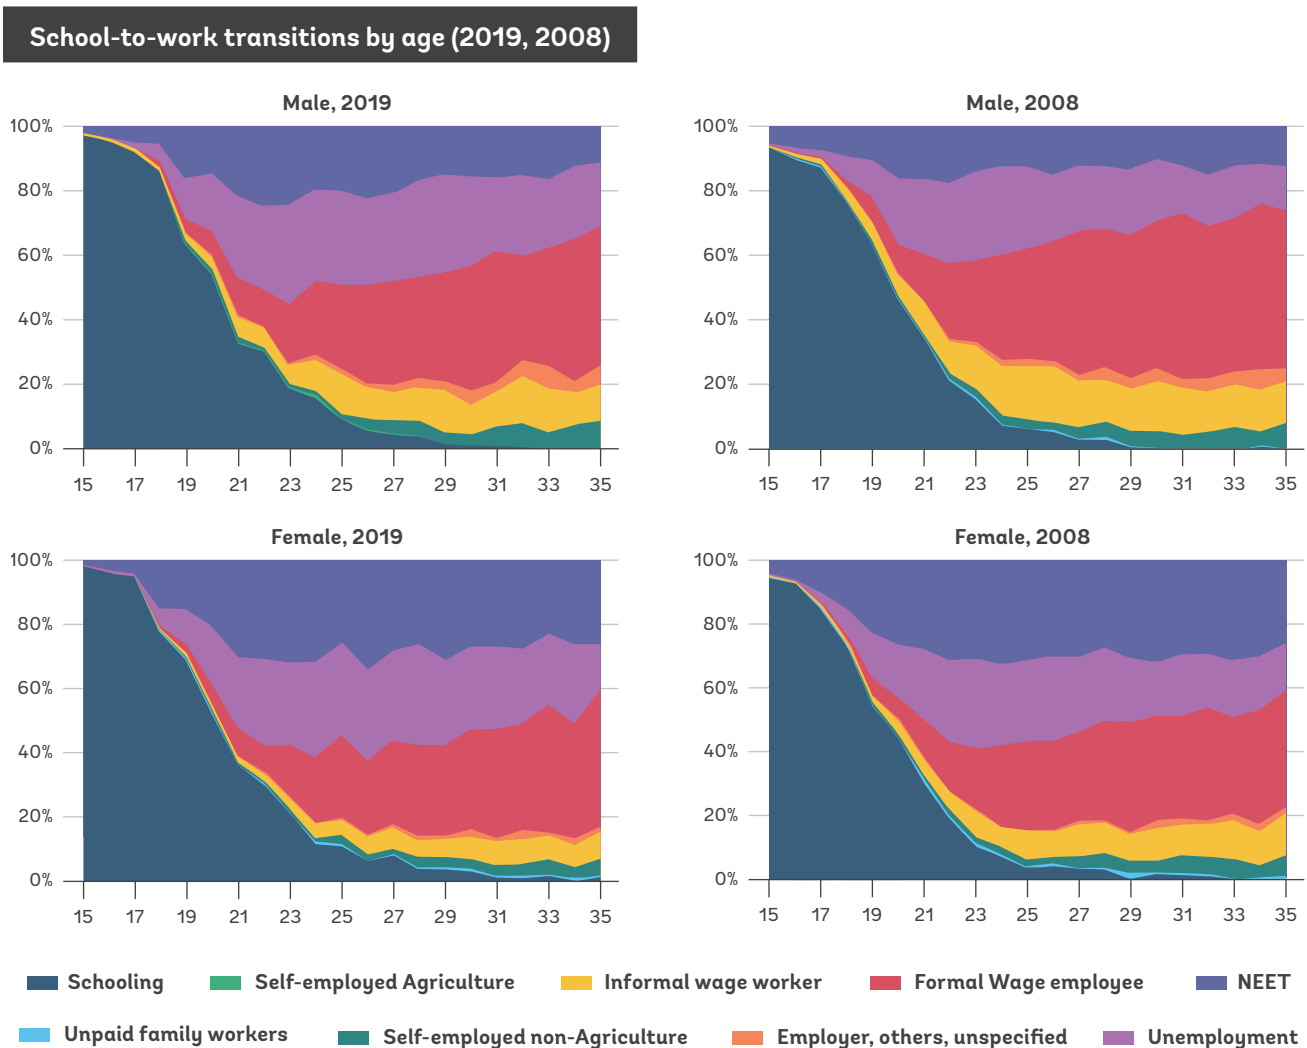 School-to-work transitions by age (2019, 2008)
Male, 2019
100%
80%
60%
40%
20%
0%
15 17 19 21 23 25 27 29 31 33 35
Male, 2008
100%
80%
60%
40%
20%
0%
15 17 19 21 23 25 27 29 31 33 35
Female, 2019
100%
80%
60%
40%
20%
0%
15 17 19 21 23 25 27 29 31 33 35
Female, 2008
100%
80%
60%
40%
20%
0%
15 17 19 21 23 25 27 29 31 33 35
Schooling Self-employed Agriculture Informal wage worker Formal Wage employee NEET
Unpaid family workers Self-employed non-Agriculture Employer, others, unspecified Unemployment